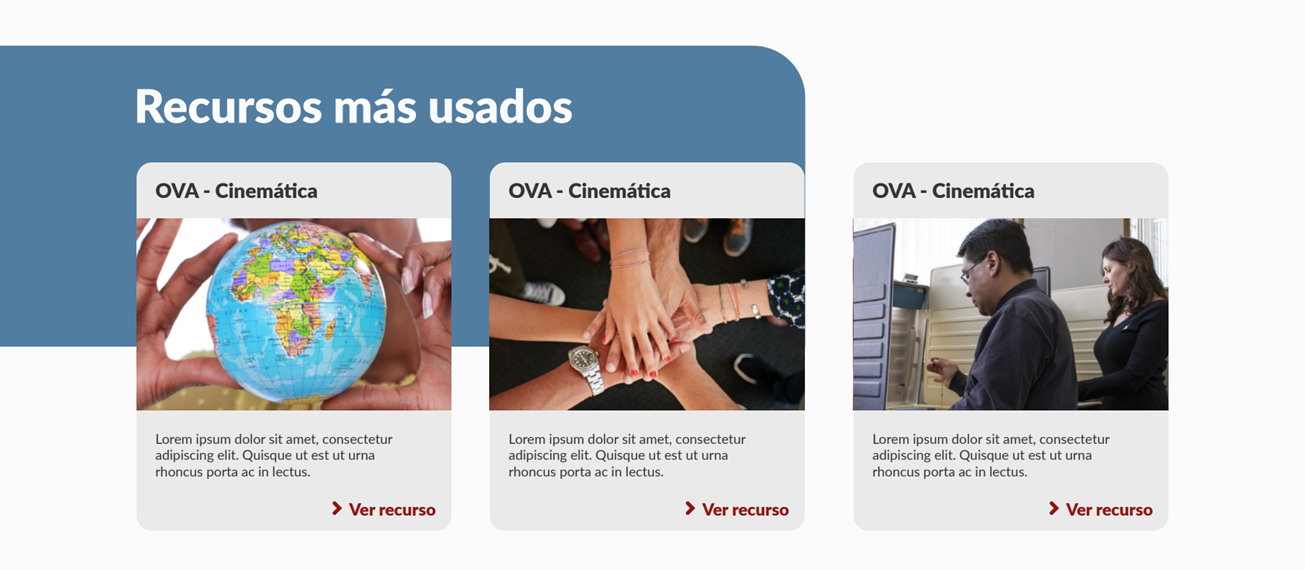 Recursos más usados
OVA - Cinemática
OVA - Cinemática
OVA - Cinemática
Lorem ipsum dolor sit amet, consectetur
adipiscing elit. Quisque ut est ut urna
rhoncus porta ac in lectus.
Lorem ipsum dolor sit amet, consectetur
adipiscing elit. Quisque ut est ut urna
rhoncus porta ac in lectus.
Lorem ipsum dolor sit amet, consectetur
adipiscing elit. Quisque ut est ut urna
rhoncus porta ac in lectus.
Ver recurso
Ver recurso
Ver recurso